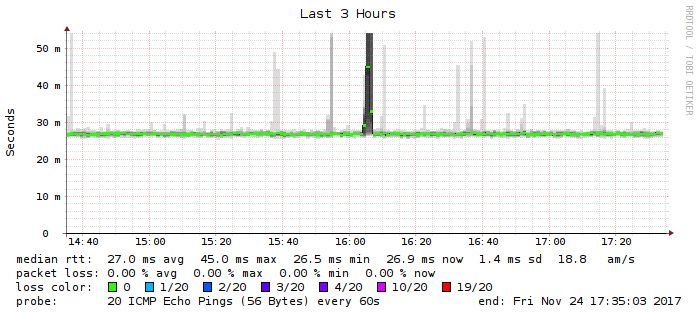 Last 3 Hours
RRDTOOL / TOBI OETIKER
Seconds
50 m
40 m
30 m
20 m
10 m
0
14:40 15:00 15:20 15:40 16:00 16:20 16:40 17:00 17:20
median rtt: 27.0 ms avg 45.0 ms max 26.5 ms min 26.9 ms now 1.4 ms sd 18.8 am/s
packet loss: 0.00 % avg 0.00 % max 0.00 % min 0.00 % now
loss color: 0 1/20 2/20 3/20 4/20 10/20 19/20
probe: 20 ICMP Echo Pings (56 Bytes) every 60s end: Fri Nov 24 17:35:03 2017